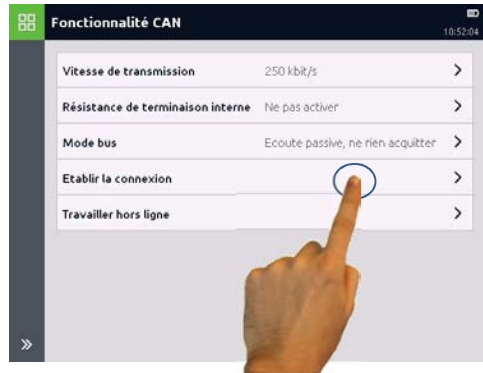 Fonctionnalité CAN
10:52:04
Vitesse de transmission 250 kbit/s
Résistance de terminaison interne Ne pas activer
Mode bus Ecoute passive, ne rien acquitter
Etablir la connexion
Travailler hors ligne